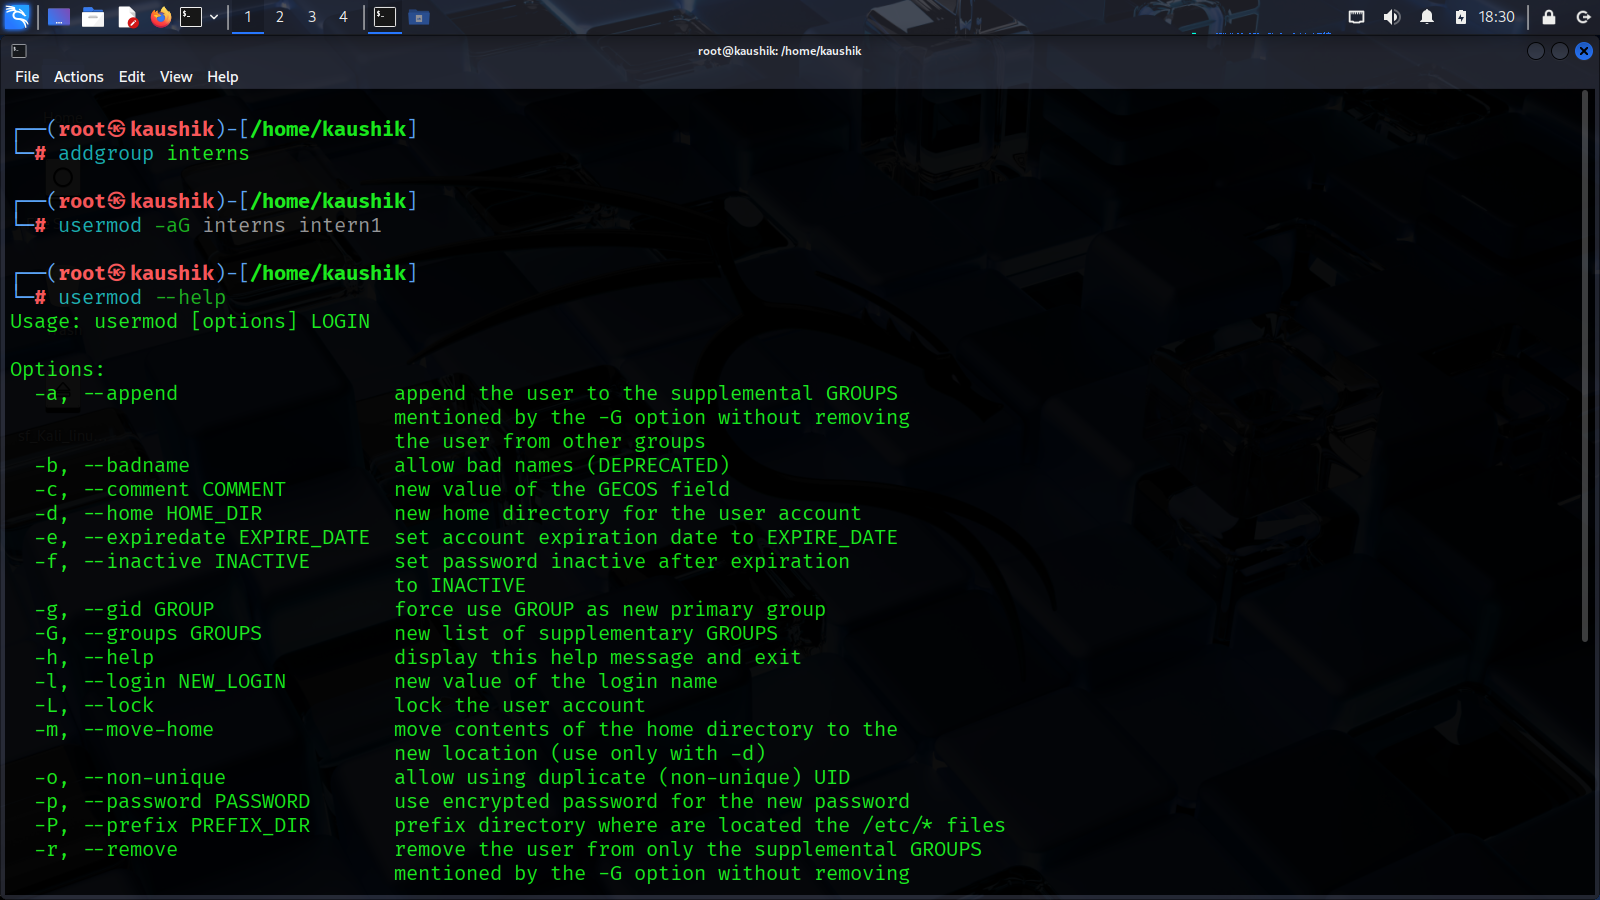 1 2 3 4 18:30
root@kaushik: /home/kaushik
File Actions Edit View Help
┌──(root㉿kaushik)-[/home/kaushik]
└─# addgroup interns
┌──(root㉿kaushik)-[/home/kaushik]
└─# usermod -aG interns intern1
┌──(root㉿kaushik)-[/home/kaushik]
└─# usermod --help
Usage: usermod [options] LOGIN
Options:
-a, --append append the user to the supplemental GROUPS
mentioned by the -G option without removing
the user from other groups
-b, --badname allow bad names (DEPRECATED)
-c, --comment COMMENT new value of the GECOS field
-d, --home HOME_DIR new home directory for the user account
-e, --expiredate EXPIRE_DATE set account expiration date to EXPIRE_DATE
-f, --inactive INACTIVE set password inactive after expiration
to INACTIVE
-g, --gid GROUP force use GROUP as new primary group
-G, --groups GROUPS new list of supplementary GROUPS
-h, --help display this help message and exit
-l, --login NEW_LOGIN new value of the login name
-L, --lock lock the user account
-m, --move-home move contents of the home directory to the
new location (use only with -d)
-o, --non-unique allow using duplicate (non-unique) UID
-p, --password PASSWORD use encrypted password for the new password
-P, --prefix PREFIX_DIR prefix directory where are located the /etc/* files
-r, --remove remove the user from only the supplemental GROUPS
mentioned by the -G option without removing